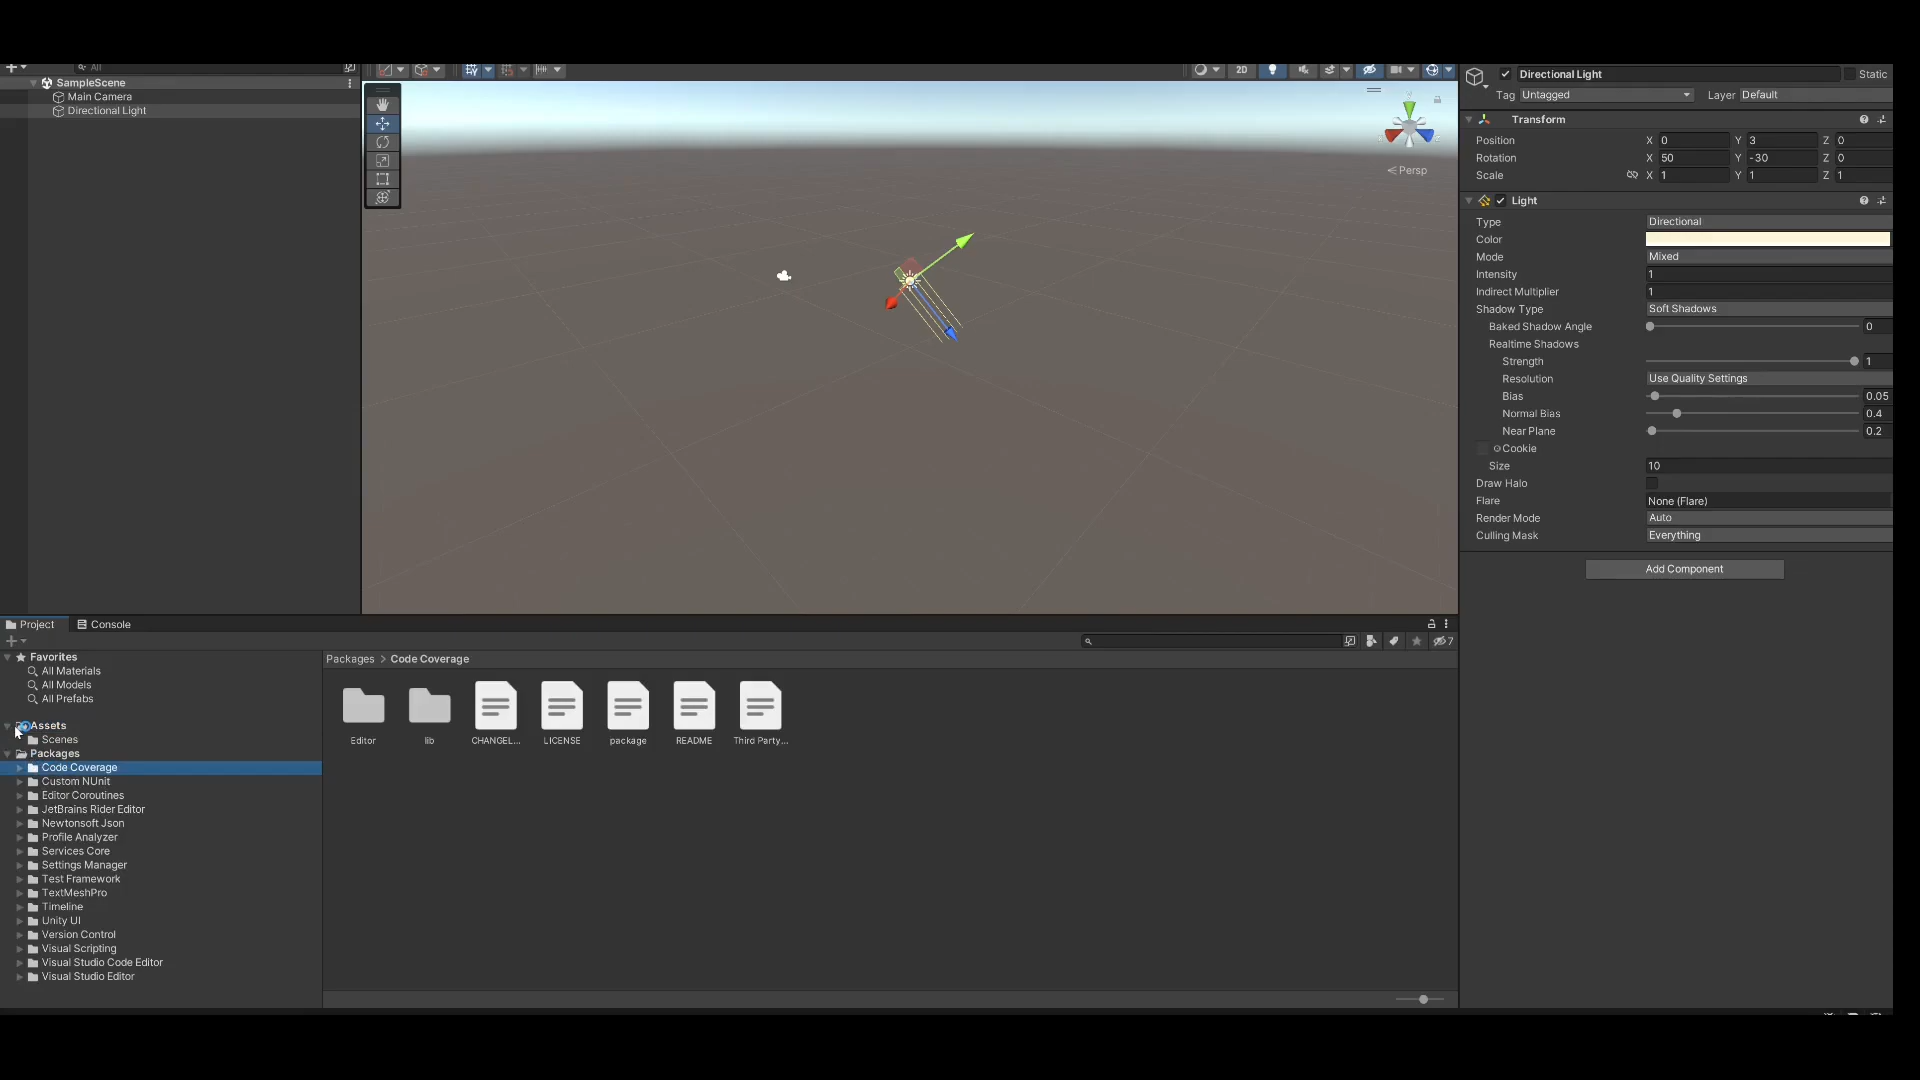 All
SampleScene
Main Camera
Directional Light
2D
Persp
Directional Light
Static
Tag Untagged Layer Default
Transform
Position X 0 Y 3 Z 0
Rotation X 50 Y -30 Z 0
Scale X 1 Y 1 Z 1
Light
Type Directional
Color
Mode Mixed
Intensity 1
Indirect Multiplier 1
Shadow Type Soft Shadows
Baked Shadow Angle 0
Realtime Shadows
Strength 1
Resolution Use Quality Settings
Bias 0.05
Normal Bias 0.4
Near Plane 0.2
Cookie
Size 10
Draw Halo
Flare None (Flare)
Render Mode Auto
Culling Mask Everything
Add Component
Project Console
7
Favorites
All Materials
All Models
All Prefabs
Assets
Scenes
Packages
Code Coverage
Custom NUnit
Editor Coroutines
JetBrains Rider Editor
Newtonsoft Json
Profile Analyzer
Services Core
Settings Manager
Test Framework
TextMeshPro
Timeline
Unity UI
Version Control
Visual Scripting
Visual Studio Code Editor
Visual Studio Editor
Packages > Code Coverage
Editor lib CHANGEL... LICENSE package README Third Party...